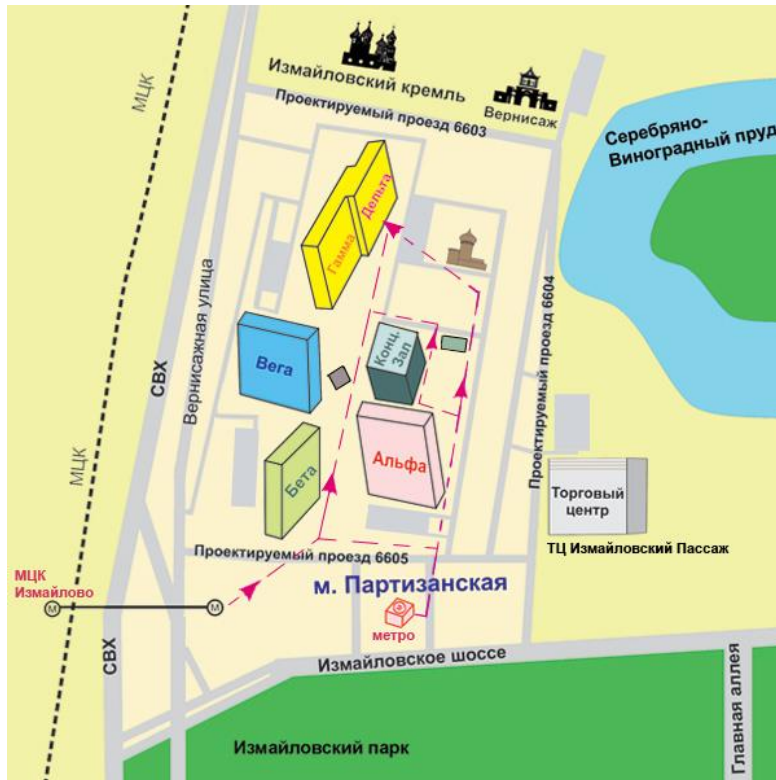 МЦК
Измайловский кремль
Вернисаж
Проектируемый проезд 6603
Серебряно-
Виноградный пруд
Дельта
Гамма
Вернисажная улица
Проектируемый проезд 6604
Вега
Конц.
Зал
СВХ
МЦК
Бета
Альфа
Торговый
центр
ТЦ Измайловский Пассаж
Проектируемый проезд 6605
МЦК
Измайлово
м. Партизанская
М
М
метро
СВХ
Измайловское шоссе
Главная аллея
Измайловский парк